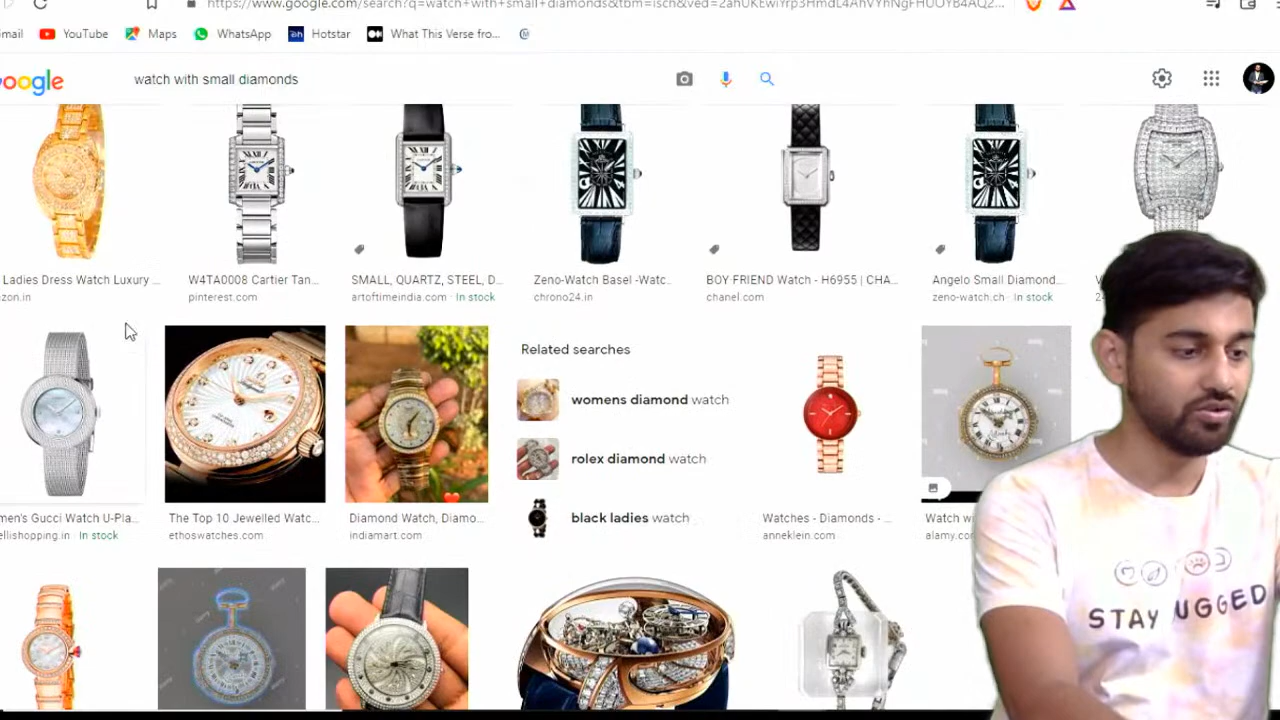 https://www.google.com/search?q=watch+with+small+diamonds&tbm=isch&ved=2ahUKEwiYrp3HmdL4AhVYhNgFHUOYB4AQ2...
mail
YouTube
Maps
WhatsApp
Hotstar
What This Verse fro...
oogle
watch with small diamonds
Ladies Dress Watch Luxury ...
zon.in
W4TA0008 Cartier Tan...
pinterest.com
SMALL, QUARTZ, STEEL, D...
artoftimeindia.com · In stock
Zeno-Watch Basel -Watc...
chrono24.in
BOY·FRIEND Watch - H6955 | CHA...
chanel.com
Angelo Small Diamond...
zeno-watch.ch · In stock
Related searches
womens diamond watch
rolex diamond watch
black ladies watch
men's Gucci Watch U-Pla...
ellishopping.in · In stock
The Top 10 Jewelled Watc...
ethoswatches.com
Diamond Watch, Diamo...
indiamart.com
Watches - Diamonds - ...
anneklein.com
Watch w
alamy.com
STAY RUGGED